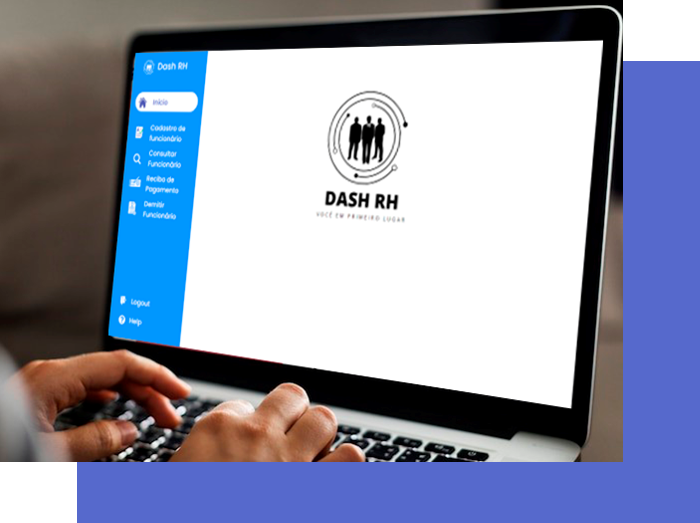 Dash RH
Início
Cadastro de
funcionário
Consultar
Funcionário
Recibo de
Pagamento
Demitir
Funcionário
Logout
Help
DASH RH
VOCÊ EM PRIMEIRO LUGAR